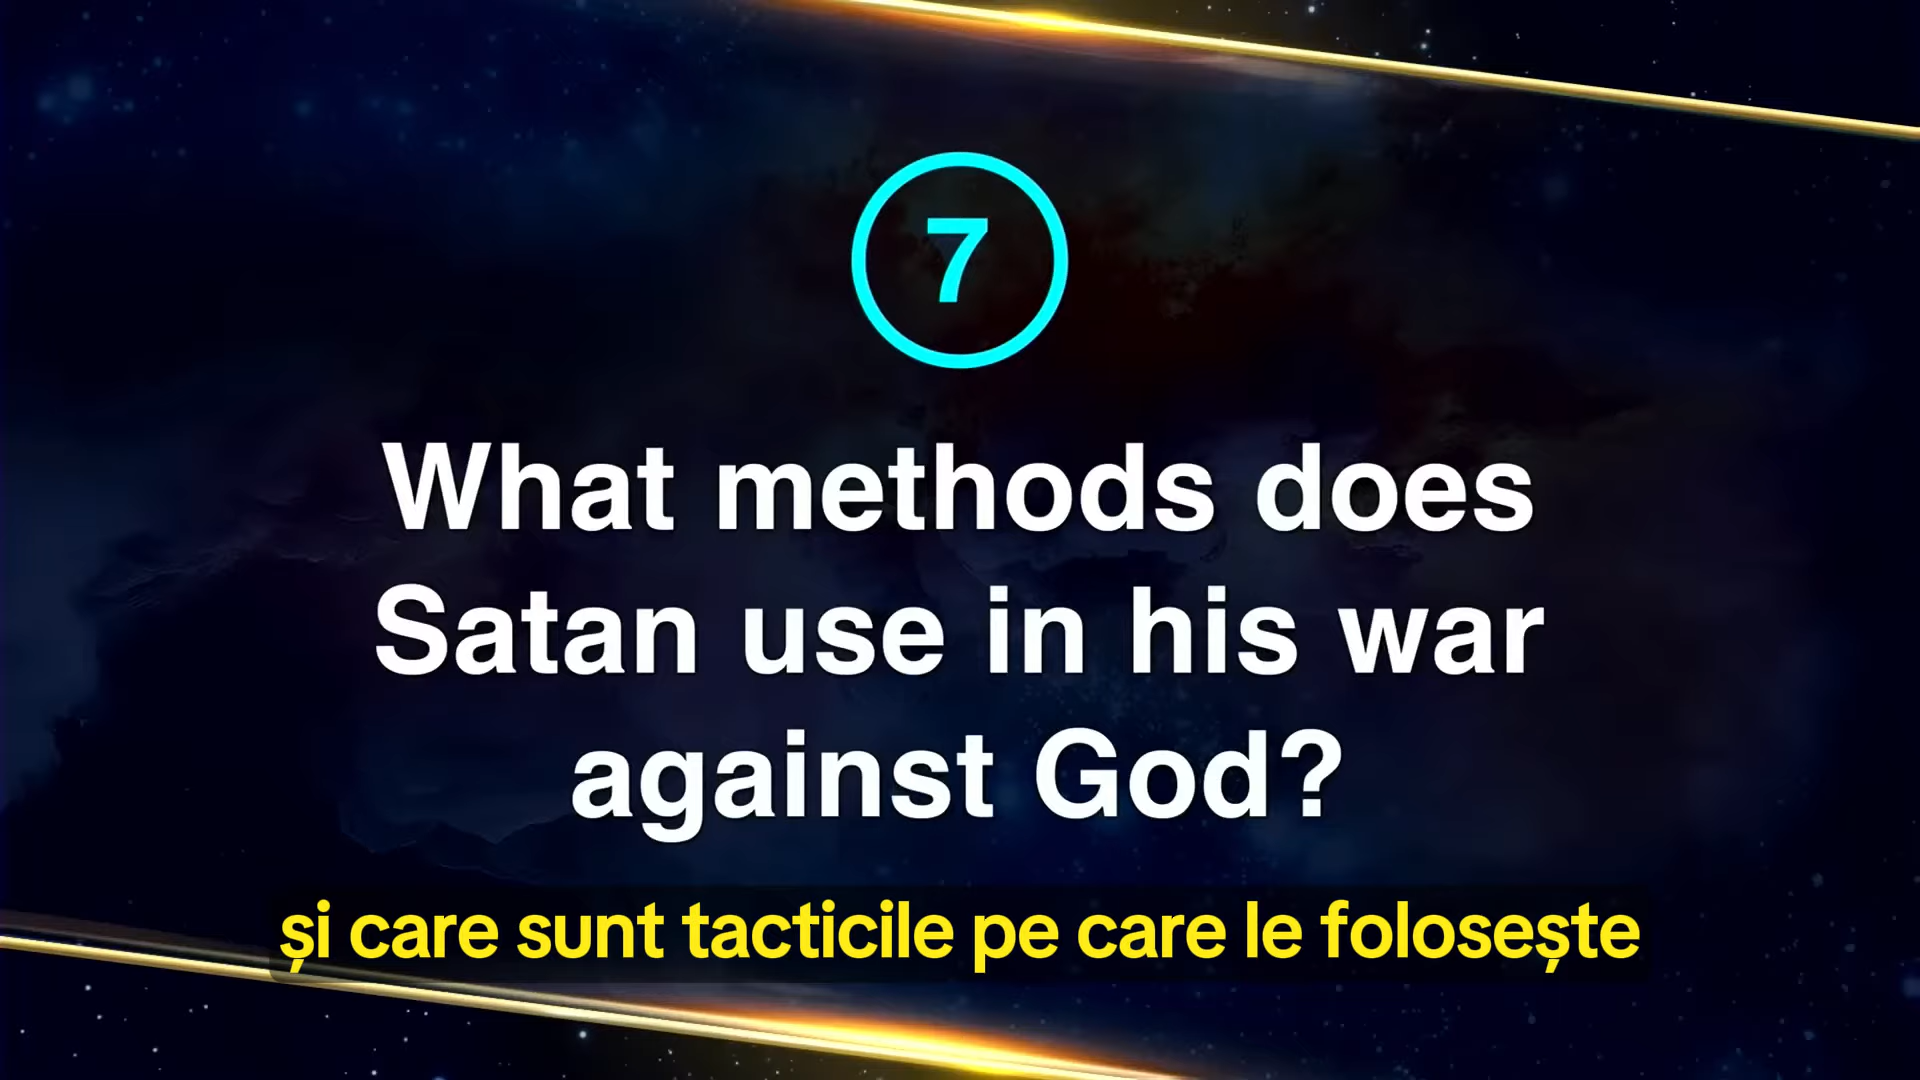 7
What methods does
Satan use in his war
against God?
și care sunt tacticile pe care le folosește